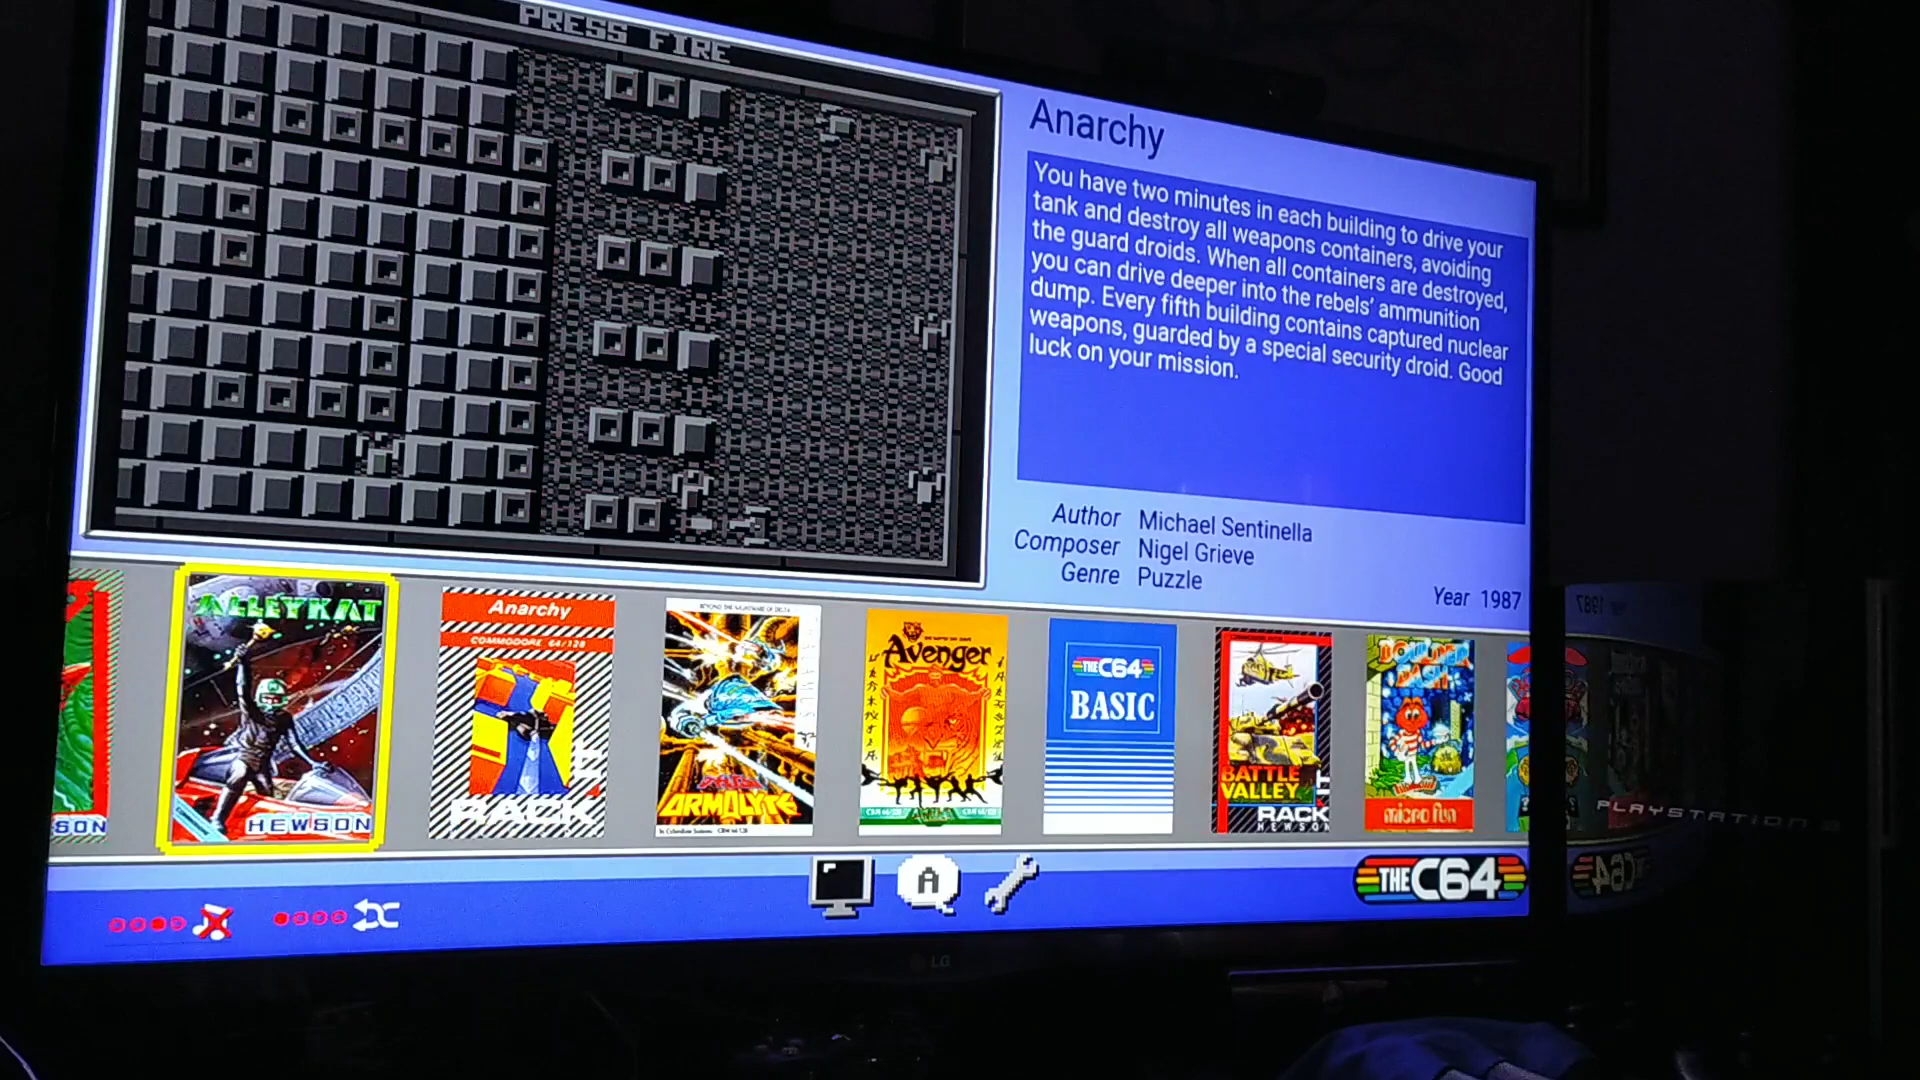 PRESS FIRE
Anarchy
You have two minutes in each building to drive your
tank and destroy all weapons containers, avoiding
the guard droids. When all containers are destroyed,
you can drive deeper into the rebels' ammunition
dump. Every fifth building contains captured nuclear
weapons, guarded by a special security droid. Good
luck on your mission.
Author Michael Sentinella
Composer Nigel Grieve
Genre Puzzle
Year 1987
SON
ALLEYKAT
HEWSON
Anarchy
COMMODORE 64/128
RACK
ARMOLYTE
Avenger
THE C64
BASIC
BATTLE
VALLEY
RACK
HEWSON
micro fun
A
THE C64
LG
PLAYSTATION